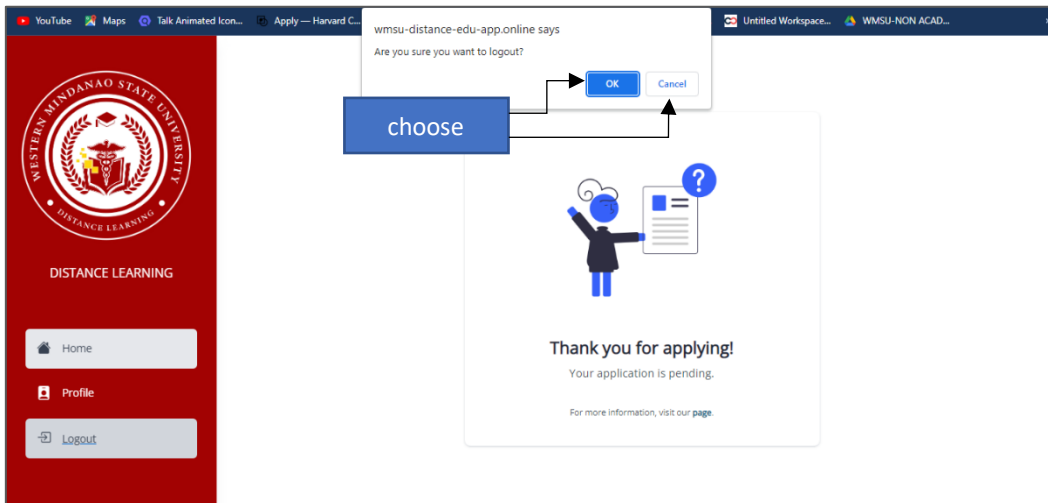 YouTube Maps Talk Animated Icon... Apply — Harvard C... Untitled Workspace... WMSU-NON ACAD...
wmsu-distance-edu-app.online says
Are you sure you want to logout?
OK Cancel
choose
WESTERN MINDANAO STATE UNIVERSITY
DISTANCE LEARNING
DISTANCE LEARNING
Home
Profile
Logout
?
Thank you for applying!
Your application is pending.
For more information, visit our page.